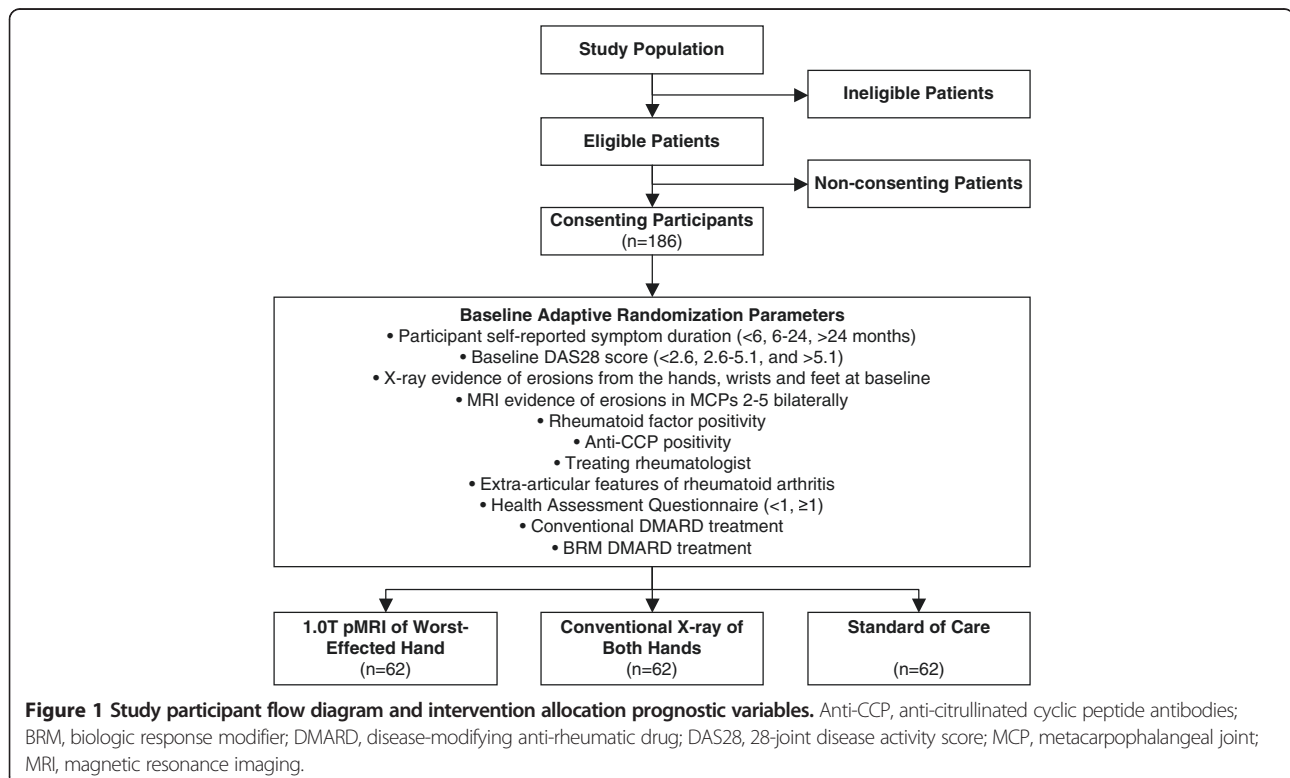 Study Population
Ineligible Patients
Eligible Patients
Non-consenting Patients
Consenting Participants
(n=186)
Baseline Adaptive Randomization Parameters
• Participant self-reported symptom duration (<6, 6-24, >24 months)
• Baseline DAS28 score (<2.6, 2.6-5.1, and >5.1)
• X-ray evidence of erosions from the hands, wrists and feet at baseline
• MRI evidence of erosions in MCPs 2-5 bilaterally
• Rheumatoid factor positivity
• Anti-CCP positivity
• Treating rheumatologist
• Extra-articular features of rheumatoid arthritis
• Health Assessment Questionnaire (<1, ≥1)
• Conventional DMARD treatment
• BRM DMARD treatment
1.0T pMRI of Worst-
Effected Hand
(n=62)
Conventional X-ray of
Both Hands
(n=62)
Standard of Care
(n=62)
Figure 1 Study participant flow diagram and intervention allocation prognostic variables. Anti-CCP, anti-citrullinated cyclic peptide antibodies;
BRM, biologic response modifier; DMARD, disease-modifying anti-rheumatic drug; DAS28, 28-joint disease activity score; MCP, metacarpophalangeal joint;
MRI, magnetic resonance imaging.